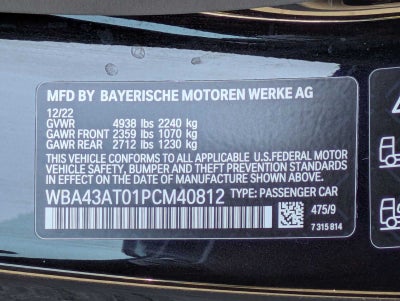 MFD BY BAYERISCHE MOTOREN WERKE AG
12/22
GVWR 4938 lbs 2240 kg
GAWR FRONT 2359 lbs 1070 kg
GAWR REAR 2712 lbs 1230 kg
THIS VEHICLE CONFORMS TO ALL APPLICABLE U.S.FEDERAL MOTOR
VEHICLE SAFETY, BUMPER AND THEFT PREVENTION STANDARDS
IN EFFECT ON THE DATE OF MANUFACTURE SHOWN ABOVE.
WBA43AT01PCM40812 TYPE: PASSENGER CAR
475/9
7 315 814